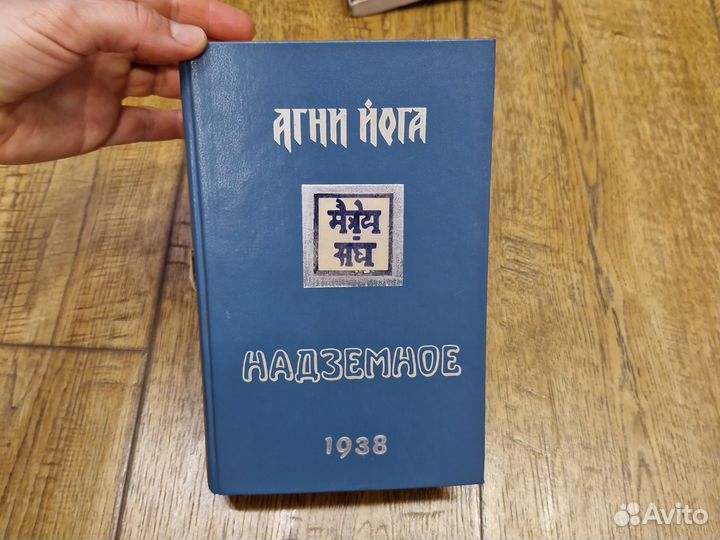 АГНИ ЙОГА
मैत्रेय
संघ
НАДЗЕМНОЕ
1938
Avito